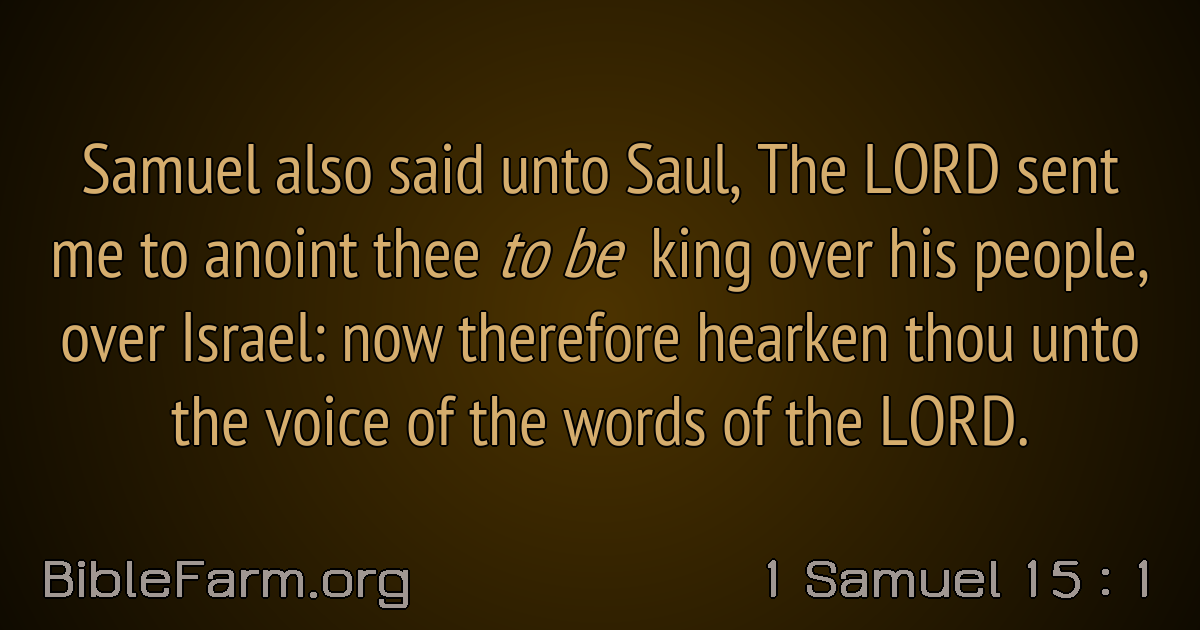 Samuel also said unto Saul, The LORD sent
me to anoint thee to be king over his people,
over Israel: now therefore hearken thou unto
the voice of the words of the LORD.
BibleFarm.org
1 Samuel 15 : 1